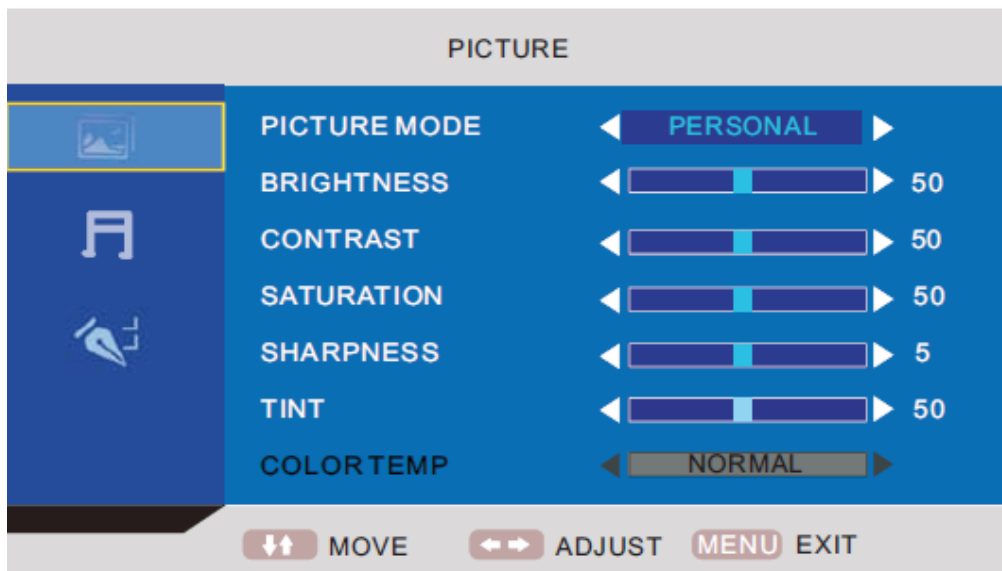 PICTURE
PICTURE MODE PERSONAL
BRIGHTNESS 50
CONTRAST 50
SATURATION 50
SHARPNESS 5
TINT 50
COLOR TEMP NORMAL
MOVE ADJUST MENU EXIT